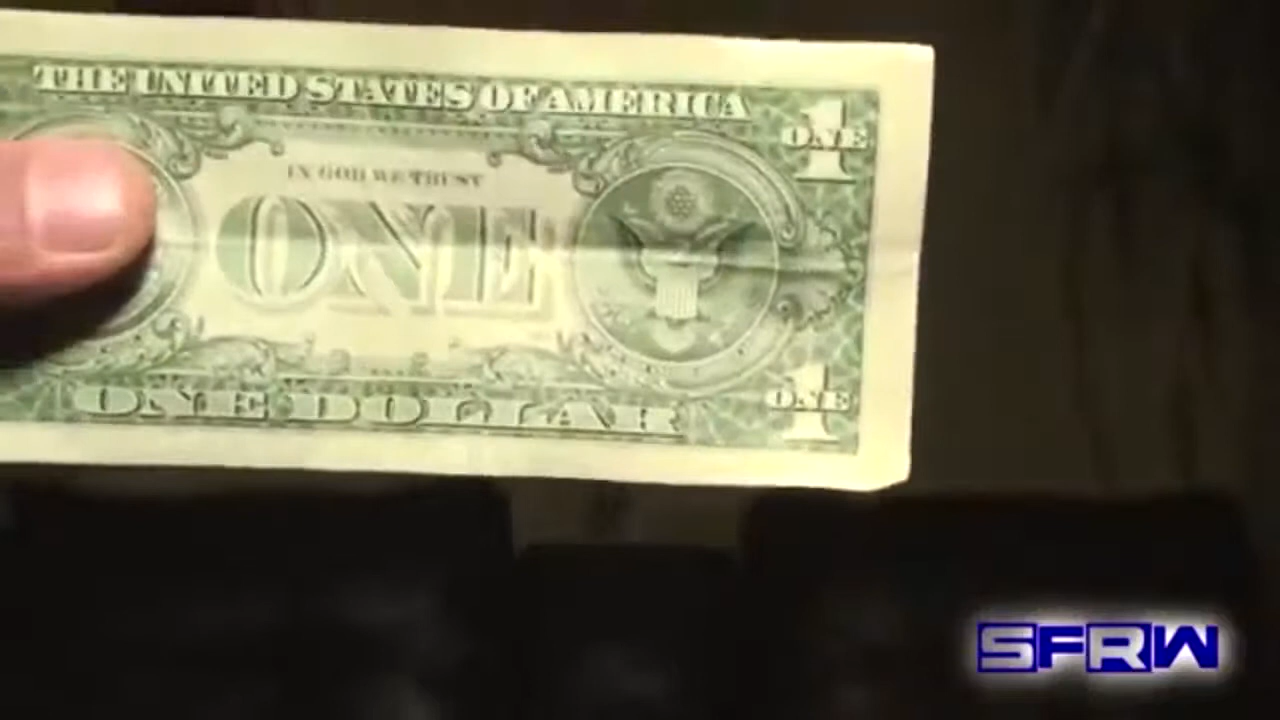 THE UNITED STATES OF AMERICA
1
ONE
IN GOD WE TRUST
ONE
1
ONE
ONE DOLLAR
SFRW